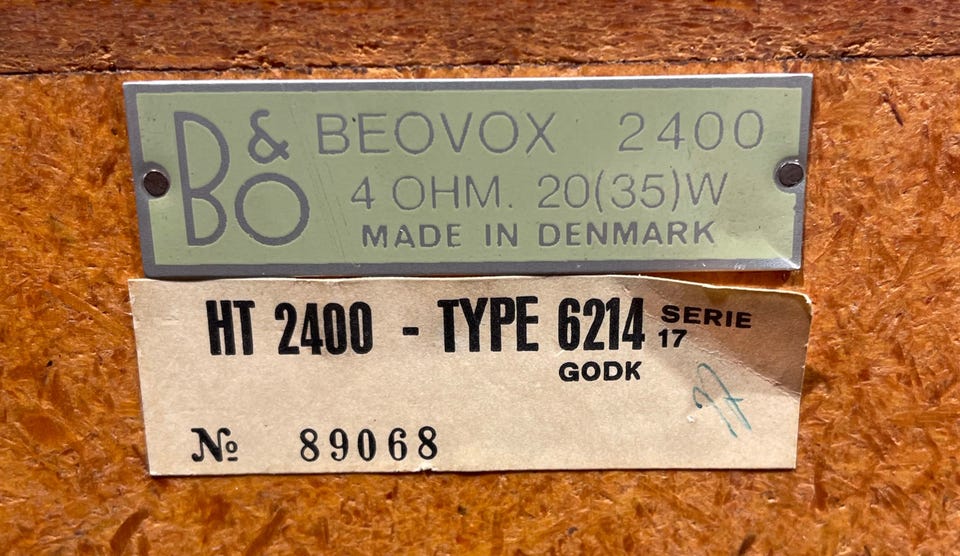 B&O BEOVOX 2400
4 OHM. 20(35)W
MADE IN DENMARK
HT 2400 - TYPE 6214 SERIE 17
GODK
№ 89068